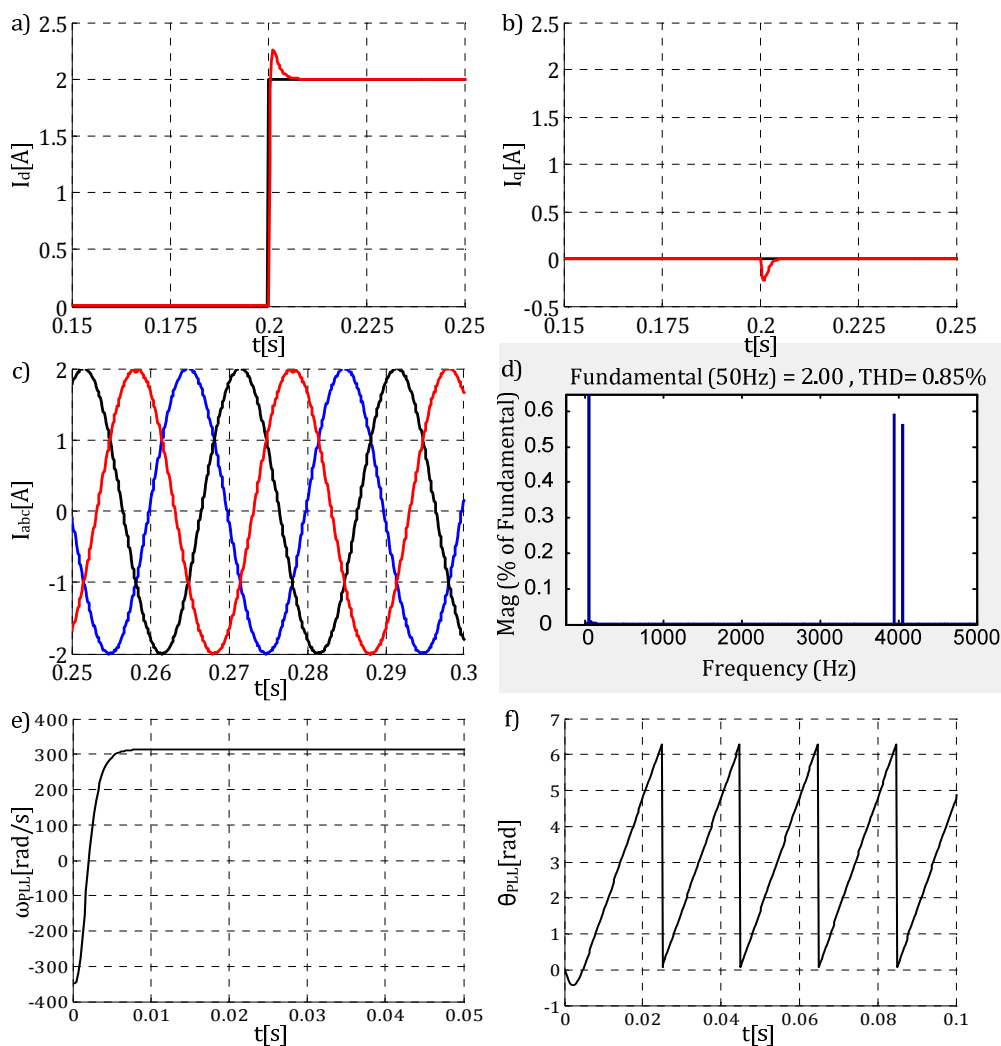 a)
2.5
2
1.5
1
0.5
0
I_d[A]
0.15 0.175 0.2 0.225 0.25
t[s]
b)
2.5
2
1.5
1
0.5
0
-0.5
I_q[A]
0.15 0.175 0.2 0.225 0.25
t[s]
c)
2
1
0
-1
-2
I_abc[A]
0.25 0.26 0.27 0.28 0.29 0.3
t[s]
d)
Fundamental (50Hz) = 2.00 , THD= 0.85%
0.6
0.5
0.4
0.3
0.2
0.1
0
Mag (% of Fundamental)
0 1000 2000 3000 4000 5000
Frequency (Hz)
e)
400
300
200
100
0
-100
-200
-300
-400
ω_PLL[rad/s]
0 0.01 0.02 0.03 0.04 0.05
t[s]
f)
7
6
5
4
3
2
1
0
-1
θ_PLL[rad]
0 0.02 0.04 0.06 0.08 0.1
t[s]